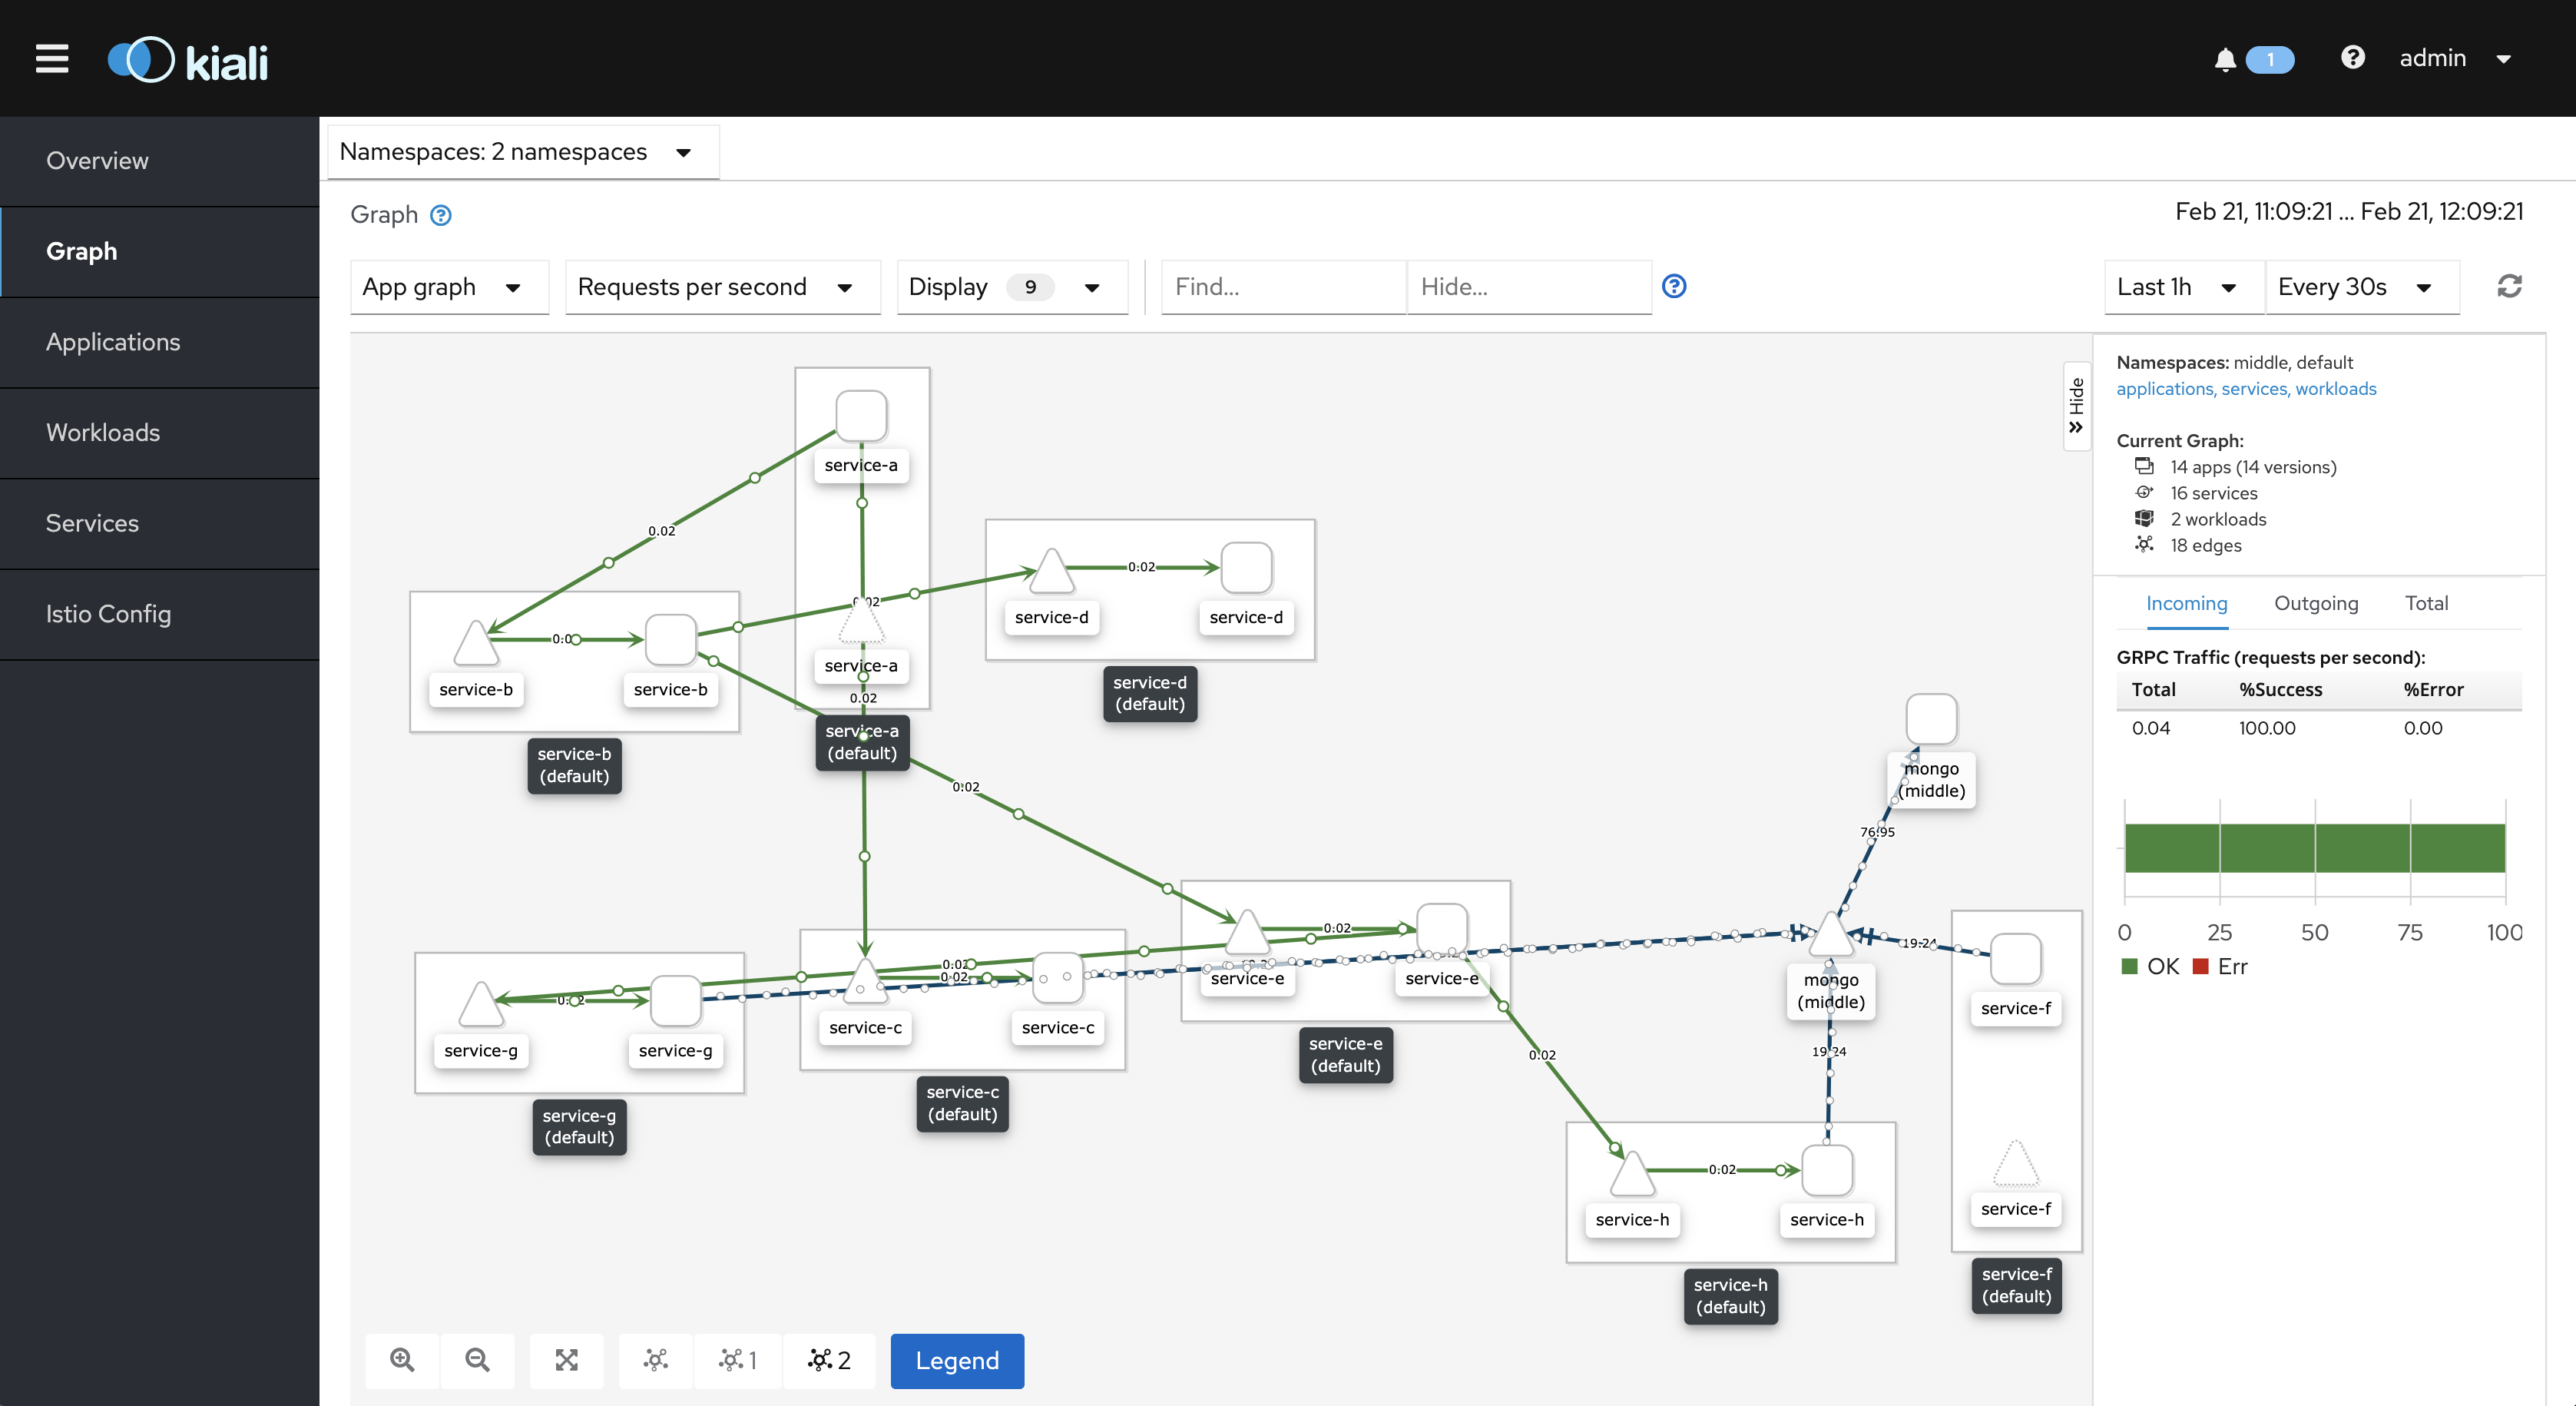 kiali
1
admin
Overview
Graph
Applications
Workloads
Services
Istio Config
Namespaces: 2 namespaces
Graph
Feb 21, 11:09:21 ... Feb 21, 12:09:21
App graph
Requests per second
Display 9
Find...
Hide...
Last 1h
Every 30s
Hide
service-a
0.02
0.02
service-d
service-d
service-d
(default)
service-b
service-b
service-b
(default)
service-a
0.02
service-a
(default)
0.02
mongo
(middle)
76.95
0.02
0.02
0.02
service-e
service-e
service-e
(default)
19.24
mongo
(middle)
service-f
service-g
service-g
service-g
(default)
service-c
service-c
service-c
(default)
0.02
19.24
0.02
service-h
service-h
service-h
(default)
service-f
service-f
(default)
1
2
Legend
Namespaces: middle, default
applications, services, workloads
Current Graph:
14 apps (14 versions)
16 services
2 workloads
18 edges
Incoming
Outgoing
Total
GRPC Traffic (requests per second):
Total %Success %Error
0.04 100.00 0.00
0 25 50 75 100
OK Err